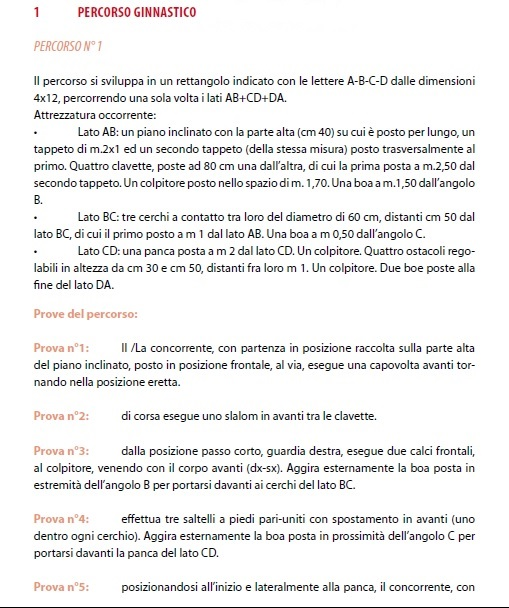 1 PERCORSO GINNASTICO
PERCORSO N° 1
Il percorso si sviluppa in un rettangolo indicato con le lettere A-B-C-D dalle dimensioni
4x12, percorrendo una sola volta i lati AB+CD+DA.
Attrezzatura occorrente:
• Lato AB: un piano inclinato con la parte alta (cm 40) su cui è posto per lungo, un
tappeto di m.2x1 ed un secondo tappeto (della stessa misura) posto trasversalmente al
primo. Quattro clavette, poste ad 80 cm una dall'altra, di cui la prima posta a m.2,50 dal
secondo tappeto. Un colpitore posto nello spazio di m. 1,70. Una boa a m.1,50 dall'angolo
B.
• Lato BC: tre cerchi a contatto tra loro del diametro di 60 cm, distanti cm 50 dal
lato BC, di cui il primo posto a m 1 dal lato AB. Una boa a m 0,50 dall'angolo C.
• Lato CD: una panca posta a m 2 dal lato CD. Un colpitore. Quattro ostacoli rego-
labili in altezza da cm 30 e cm 50, distanti fra loro m 1. Un colpitore. Due boe poste alla
fine del lato DA.
Prove del percorso:
Prova n°1: Il /La concorrente, con partenza in posizione raccolta sulla parte alta
del piano inclinato, posto in posizione frontale, al via, esegue una capovolta avanti tor-
nando nella posizione eretta.
Prova n°2: di corsa esegue uno slalom in avanti tra le clavette.
Prova n°3: dalla posizione passo corto, guardia destra, esegue due calci frontali,
al colpitore, venendo con il corpo avanti (dx-sx). Aggira esternamente la boa posta in
estremità dell'angolo B per portarsi davanti ai cerchi del lato BC.
Prova n°4: effettua tre saltelli a piedi pari-uniti con spostamento in avanti (uno
dentro ogni cerchio). Aggira esternamente la boa posta in prossimità dell'angolo C per
portarsi davanti la panca del lato CD.
Prova n°5: posizionandosi all'inizio e lateralmente alla panca, il concorrente, con